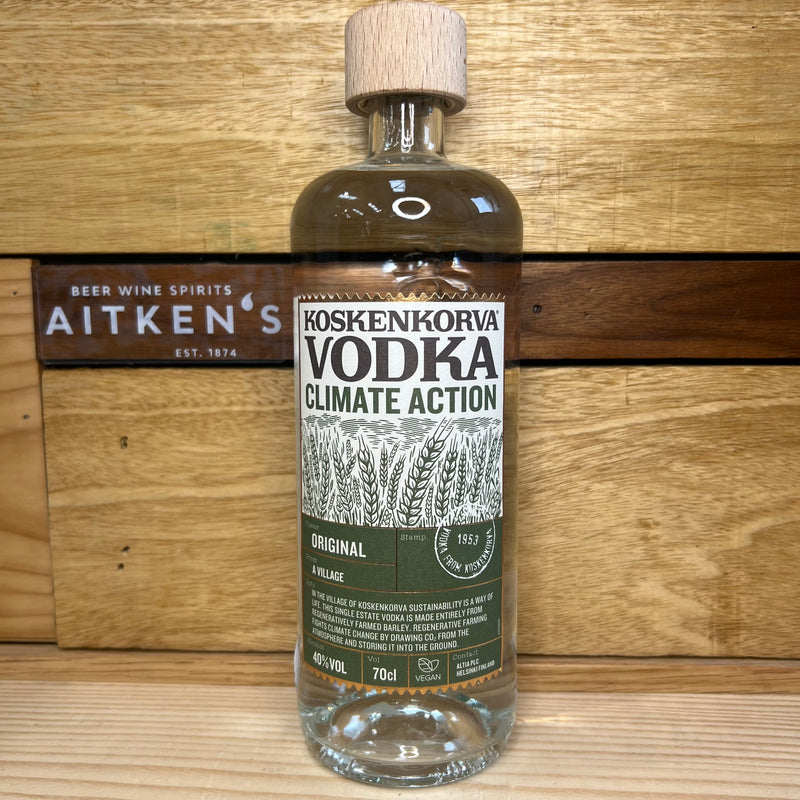 BEER WINE SPIRITS
AITKEN'S
EST. 1874
KOSKENKORVA
VODKA
CLIMATE ACTION
Flavor
ORIGINAL
Stamp
1953
VODKA FROM KOSKENKORVA
From
A VILLAGE
IN THE VILLAGE OF KOSKENKORVA SUSTAINABILITY IS A WAY OF
LIFE. THIS SINGLE ESTATE VODKA IS MADE ENTIRELY FROM
REGENERATIVELY FARMED BARLEY. REGENERATIVE FARMING
FIGHTS CLIMATE CHANGE BY DRAWING CO₂ FROM THE
ATMOSPHERE AND STORING IT INTO THE GROUND.
40%VOL
Vol
70cl
VEGAN
Contact
ALTIA PLC
HELSINKI FINLAND